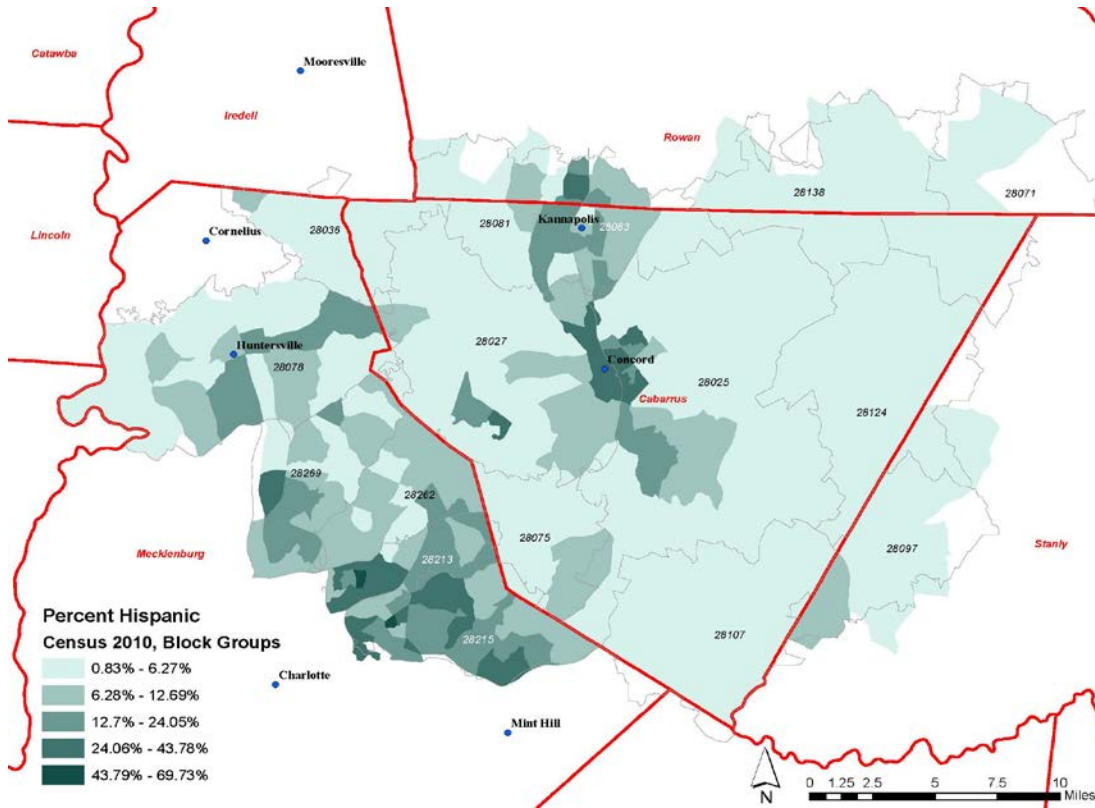 Catawba
Mooresville
Iredell
Rowan
28138
28071
Lincoln
Cornelius
28036
28081
Kannapolis
28083
Huntersville
28078
28027
Concord
28025
Cabarrus
28124
28269
28262
Mecklenburg
28213
28075
28097
Stanly
28215
28107
Charlotte
Mint Hill
Percent Hispanic
Census 2010, Block Groups
0.83% - 6.27%
6.28% - 12.69%
12.7% - 24.05%
24.06% - 43.78%
43.79% - 69.73%
N
0 1.25 2.5 5 7.5 10
Miles